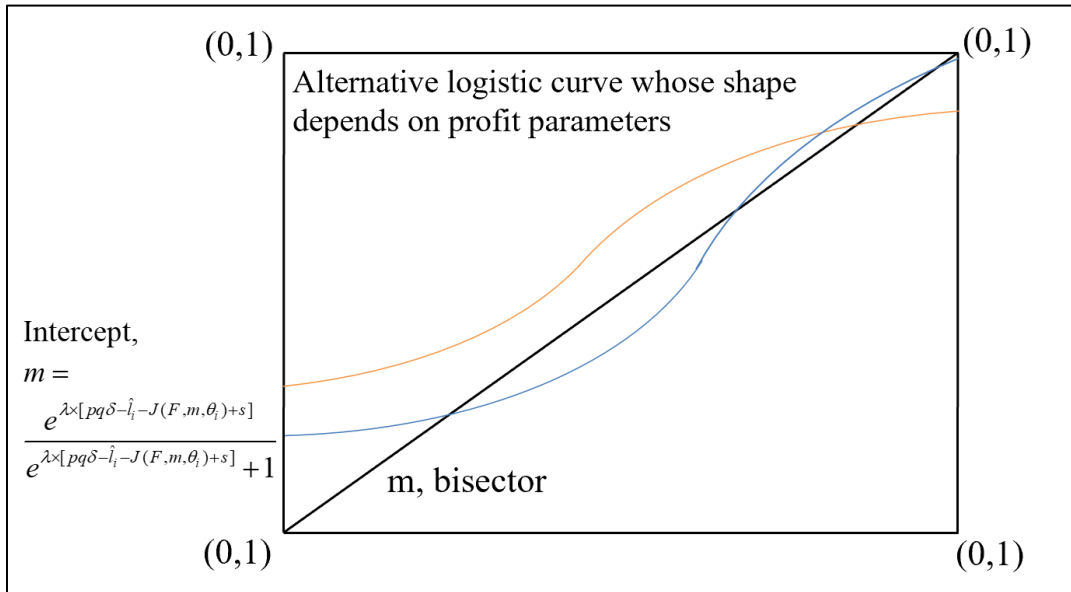 (0,1)
(0,1)
Alternative logistic curve whose shape
depends on profit parameters
Intercept,
m =
e^{λ×[pqδ−l̂_i−J(F,m,θ_i)+s]}
e^{λ×[pqδ−l̂_i−J(F,m,θ_i)+s]} +1
m, bisector
(0,1)
(0,1)